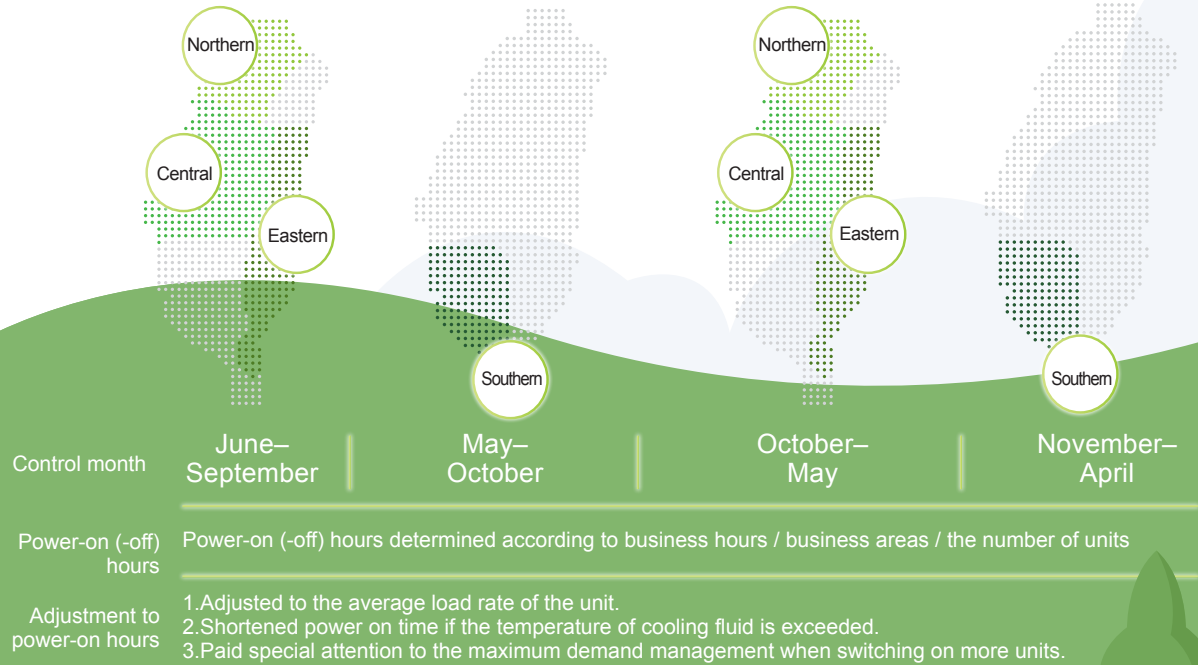 Northern
Central
Eastern
Southern
Northern
Central
Eastern
Southern
Control month
June–
September
May–
October
October–
May
November–
April
Power-on (-off)
hours
Power-on (-off) hours determined according to business hours / business areas / the number of units
Adjustment to
power-on hours
1.Adjusted to the average load rate of the unit.
2.Shortened power on time if the temperature of cooling fluid is exceeded.
3.Paid special attention to the maximum demand management when switching on more units.